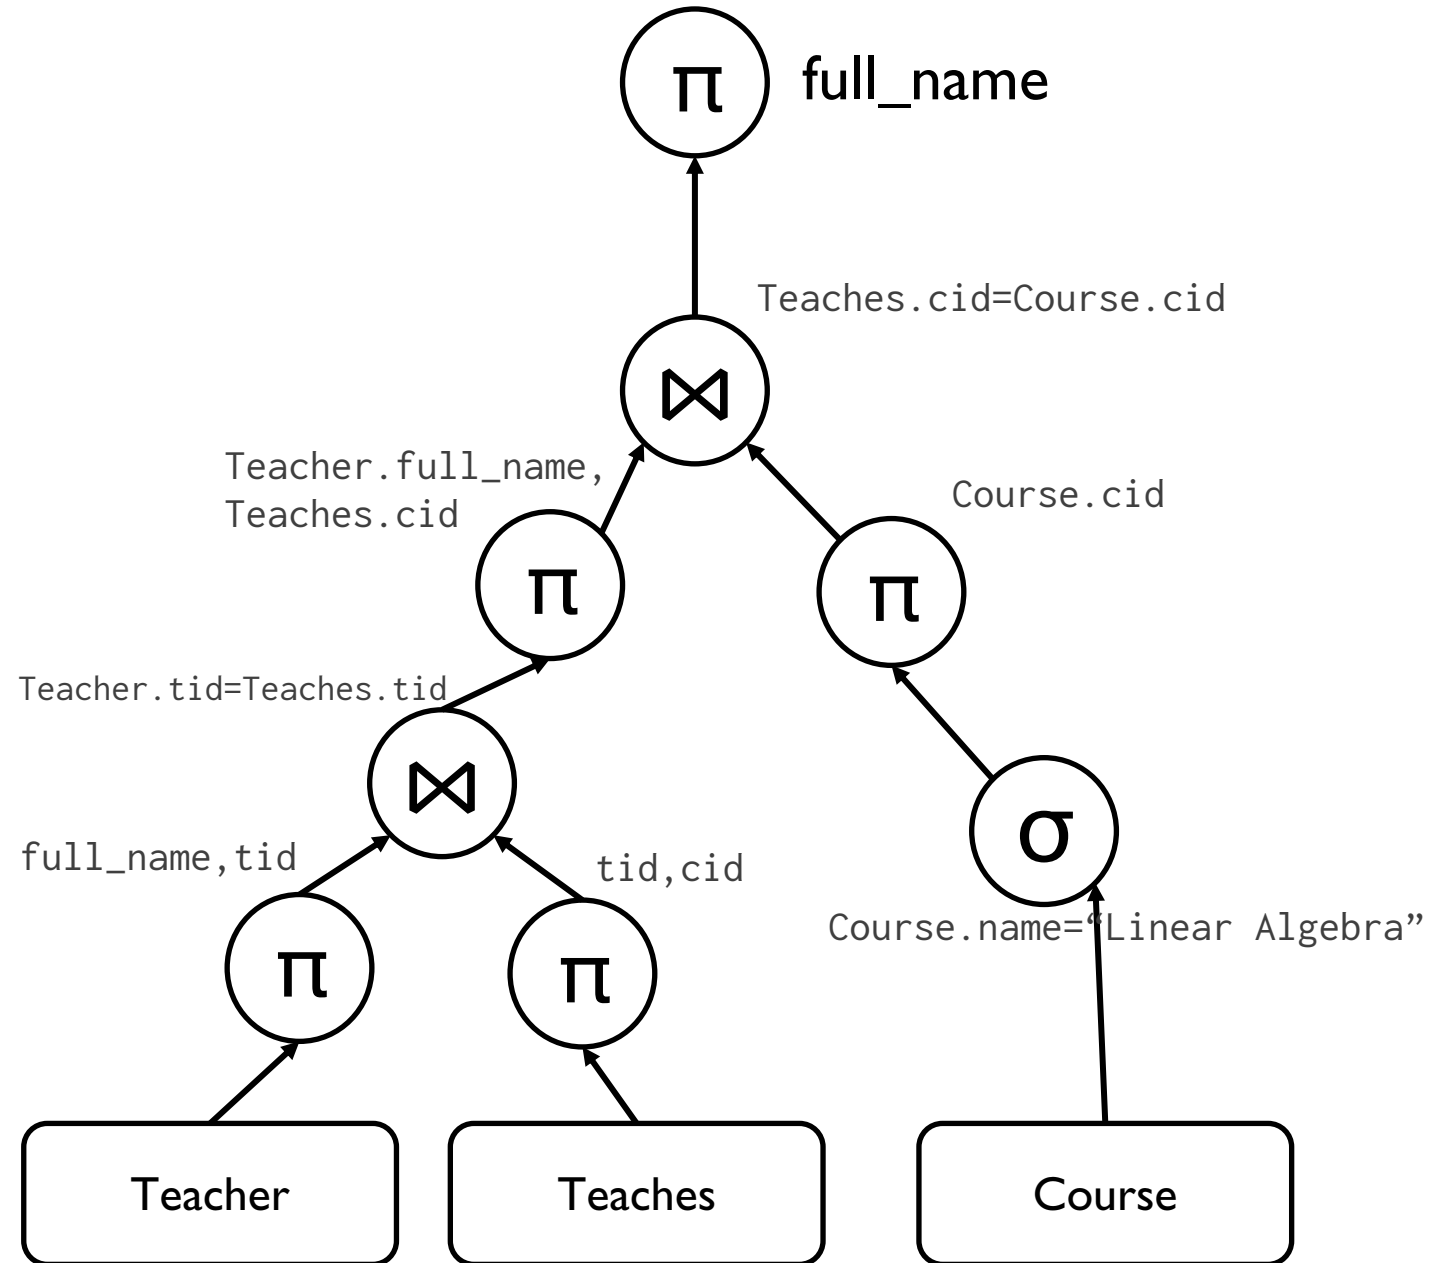 π full_name
Teaches.cid=Course.cid
⋈
Teacher.full_name,
Teaches.cid
Course.cid
π π
Teacher.tid=Teaches.tid
⋈
σ
full_name,tid
tid,cid
Course.name=“Linear Algebra”
π π
Teacher Teaches Course